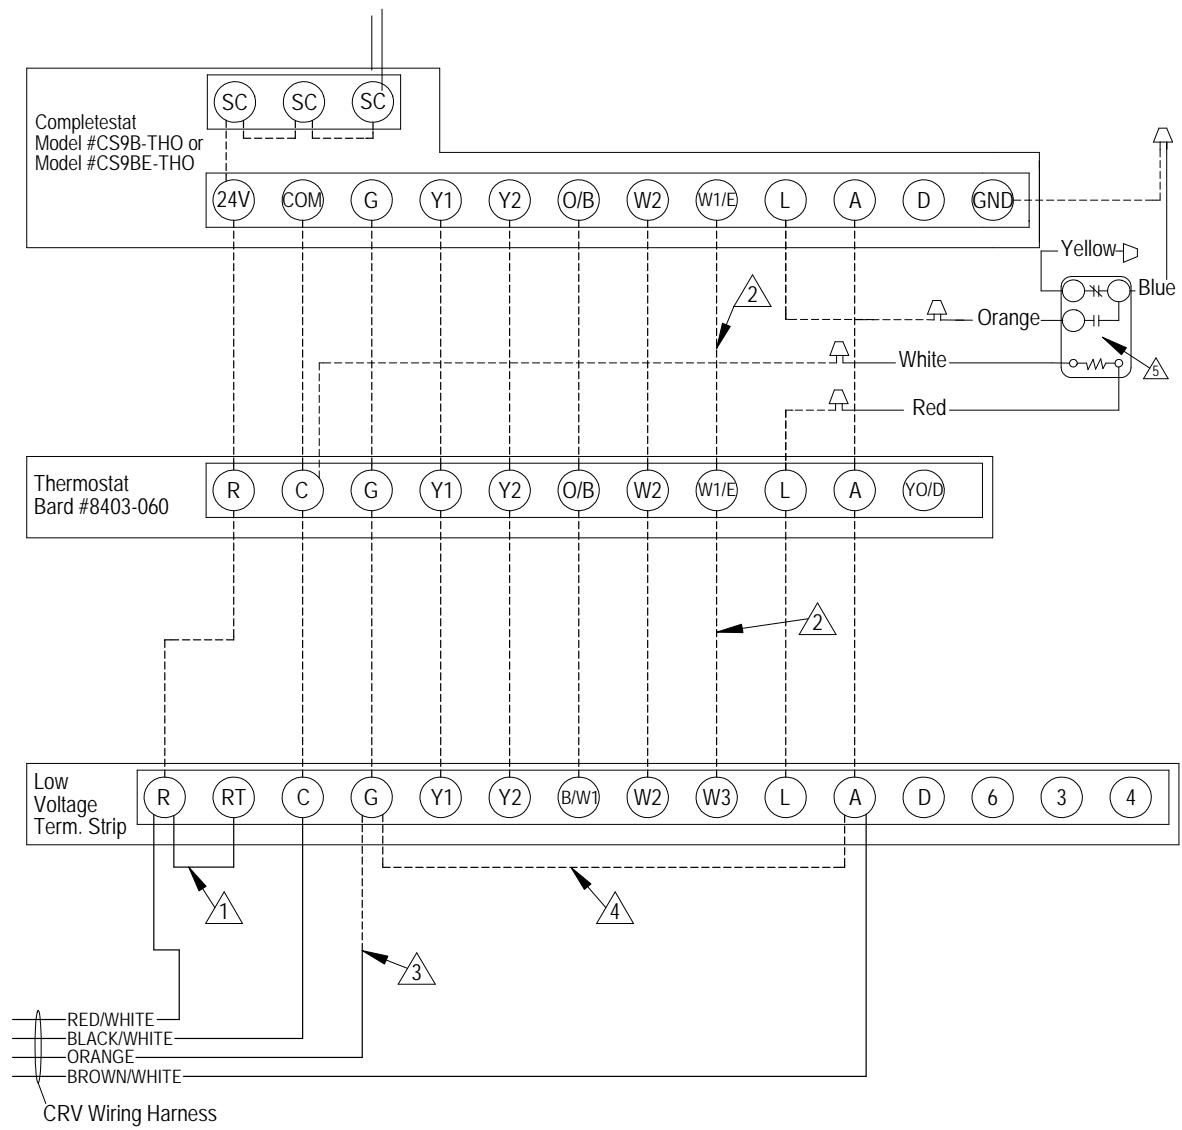 SC SC SC
Completestat
Model #CS9B-THO or
Model #CS9BE-THO
24V COM G Y1 Y2 O/B W2 W1/E L A D GND
Yellow
Blue
2
Orange
5
White
Red
Thermostat
Bard #8403-060
R C G Y1 Y2 O/B W2 W1/E L A YO/D
2
Low
Voltage
Term. Strip
R RT C G Y1 Y2 B/W1 W2 W3 L A D 6 3 4
1
4
3
RED/WHITE
BLACK/WHITE
ORANGE
BROWN/WHITE
CRV Wiring Harness